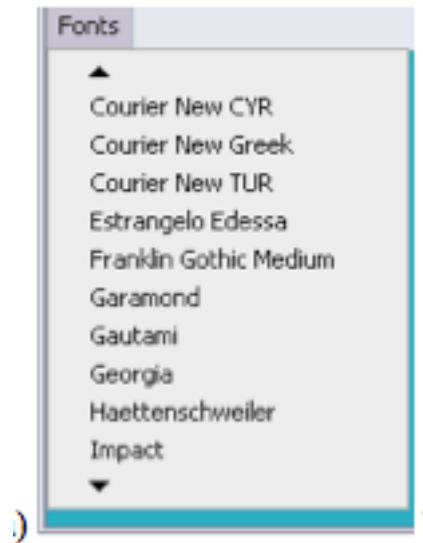 Fonts
Courier New CYR
Courier New Greek
Courier New TUR
Estrangelo Edessa
Franklin Gothic Medium
Garamond
Gautami
Georgia
Haettenschweiler
Impact
)